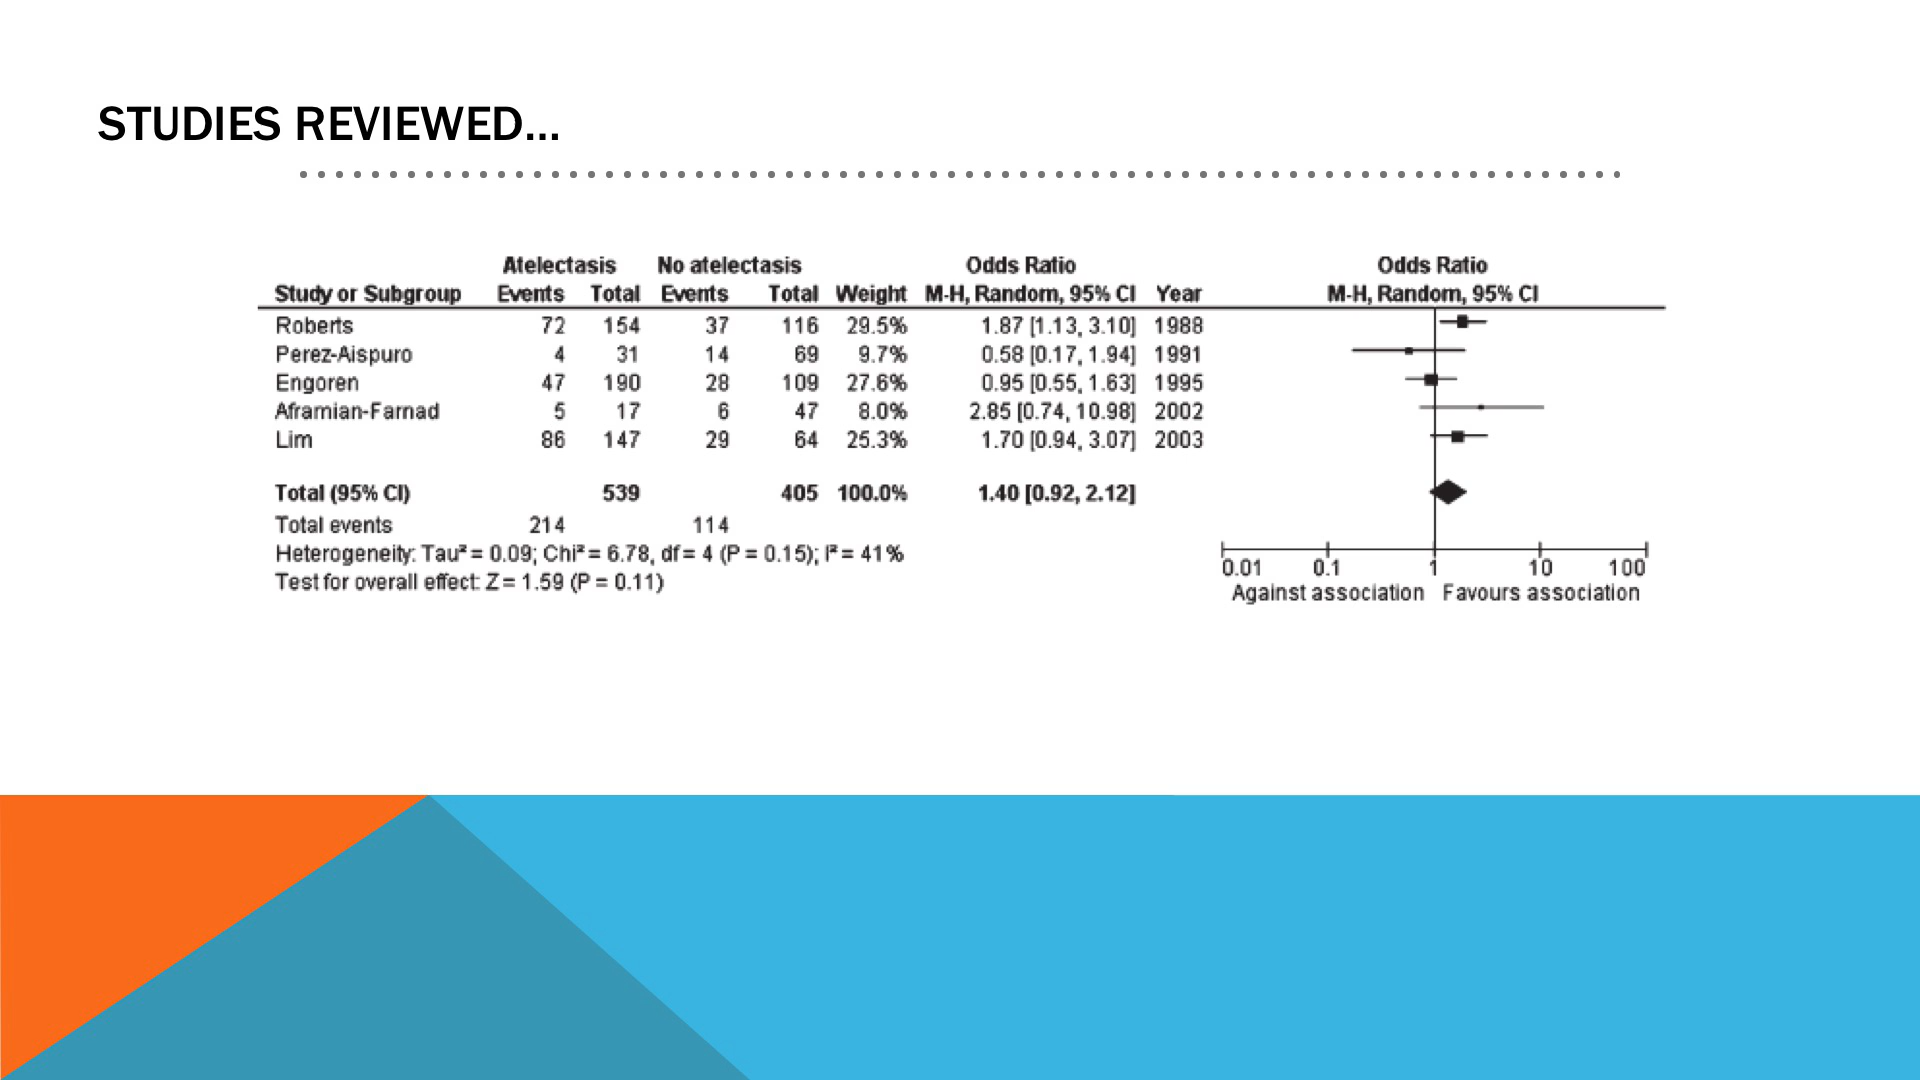 STUDIES REVIEWED...
Atelectasis No atelectasis Odds Ratio Odds Ratio
Study or Subgroup Events Total Events Total Weight M-H, Random, 95% CI Year M-H, Random, 95% CI
Roberts 72 154 37 116 29.5% 1.87 [1.13, 3.10] 1988
Perez-Aispuro 4 31 14 69 9.7% 0.58 [0.17, 1.94] 1991
Engoren 47 190 28 109 27.6% 0.95 [0.55, 1.63] 1995
Aframian-Farnad 5 17 6 47 8.0% 2.85 [0.74, 10.98] 2002
Lim 86 147 29 64 25.3% 1.70 [0.94, 3.07] 2003
Total (95% CI) 539 405 100.0% 1.40 [0.92, 2.12]
Total events 214 114
Heterogeneity: Tau² = 0.09; Chi² = 6.78, df = 4 (P = 0.15); I² = 41%
Test for overall effect: Z = 1.59 (P = 0.11)
0.01 0.1 1 10 100
Against association Favours association